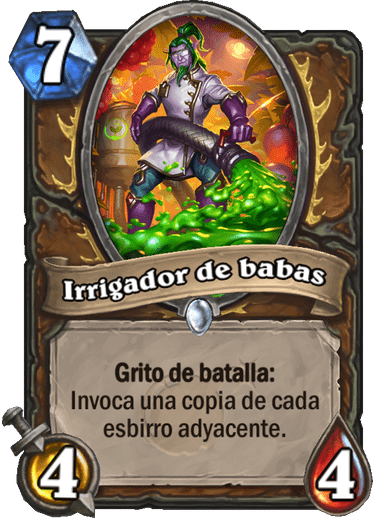 7
Irrigador de babas
Grito de batalla:
Invoca una copia de cada
esbirro adyacente.
4
4